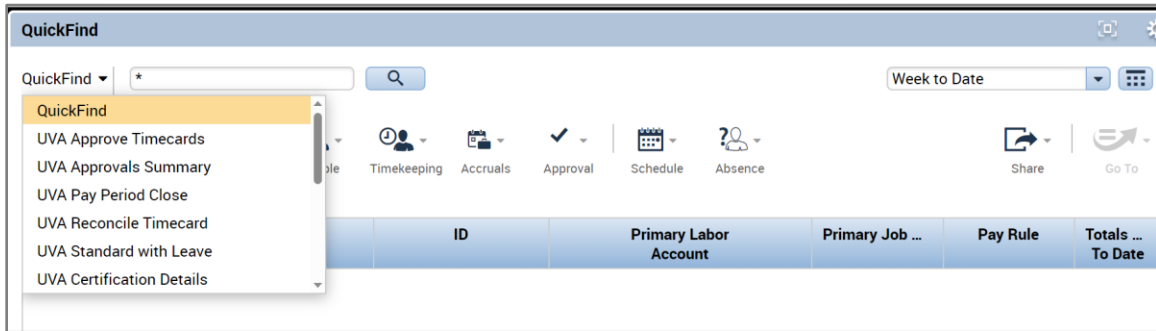 QuickFind
QuickFind *
Week to Date
QuickFind
UVA Approve Timecards
UVA Approvals Summary
UVA Pay Period Close
UVA Reconcile Timecard
UVA Standard with Leave
UVA Certification Details
Timekeeping Accruals Approval Schedule Absence Share Go To
ID Primary Labor Account Primary Job ... Pay Rule Totals ... To Date